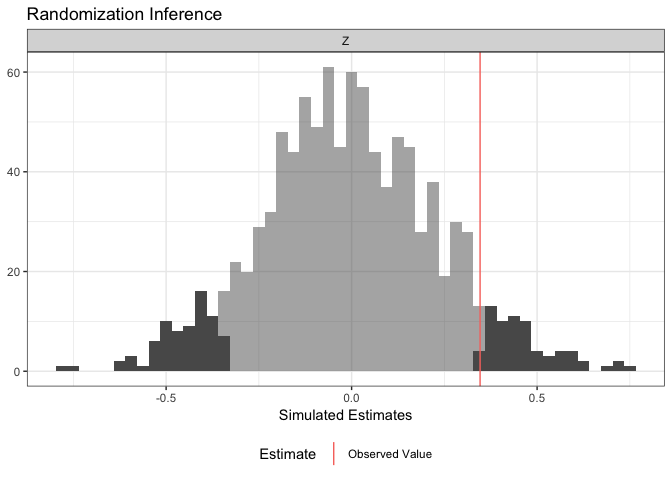 Randomization Inference
Z
60
40
20
0
-0.5 0.0 0.5
Simulated Estimates
Estimate Observed Value